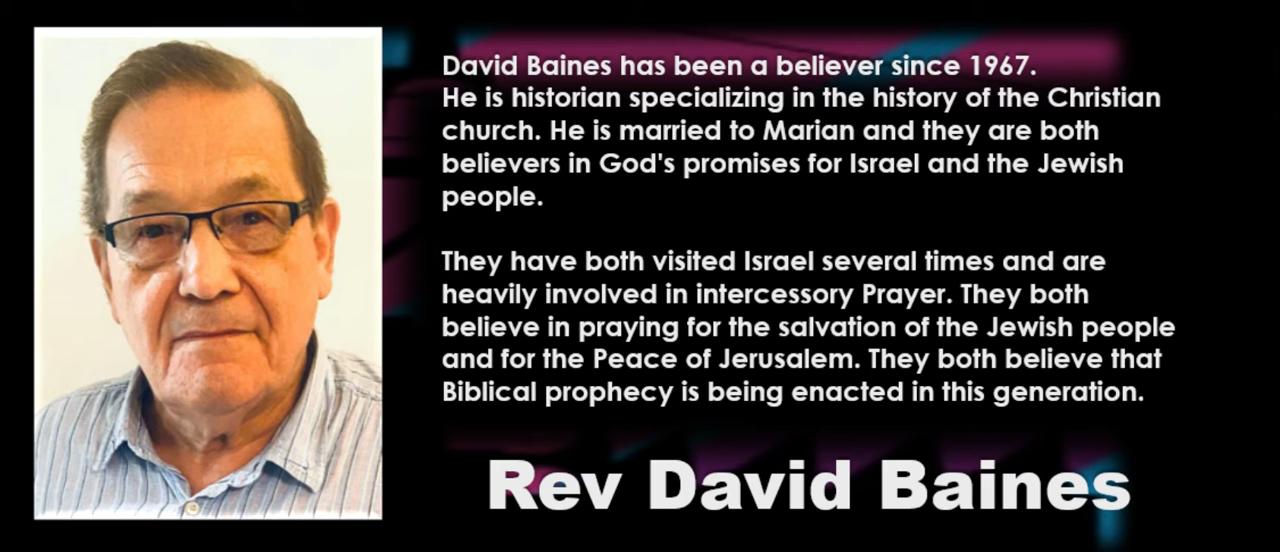 David Baines has been a believer since 1967.
He is historian specializing in the history of the Christian
church. He is married to Marian and they are both
believers in God's promises for Israel and the Jewish
people.
They have both visited Israel several times and are
heavily involved in intercessory Prayer. They both
believe in praying for the salvation of the Jewish people
and for the Peace of Jerusalem. They both believe that
Biblical prophecy is being enacted in this generation.
Rev David Baines